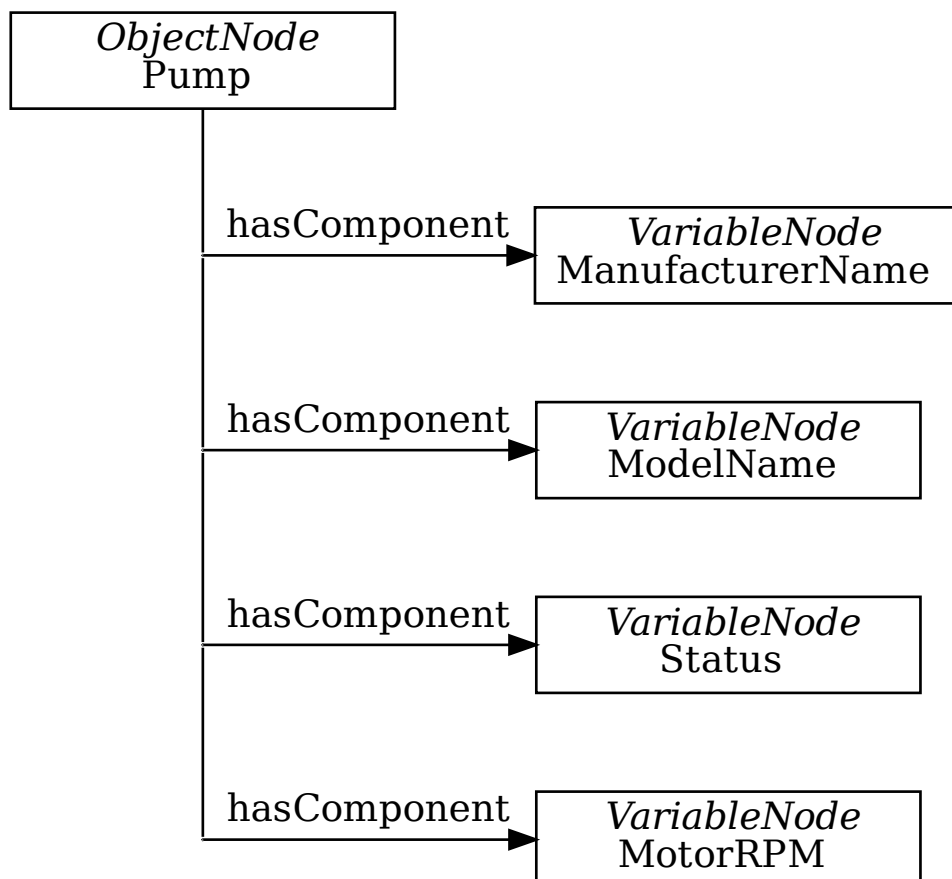 ObjectNode
Pump
hasComponent
VariableNode
ManufacturerName
hasComponent
VariableNode
ModelName
hasComponent
VariableNode
Status
hasComponent
VariableNode
MotorRPM